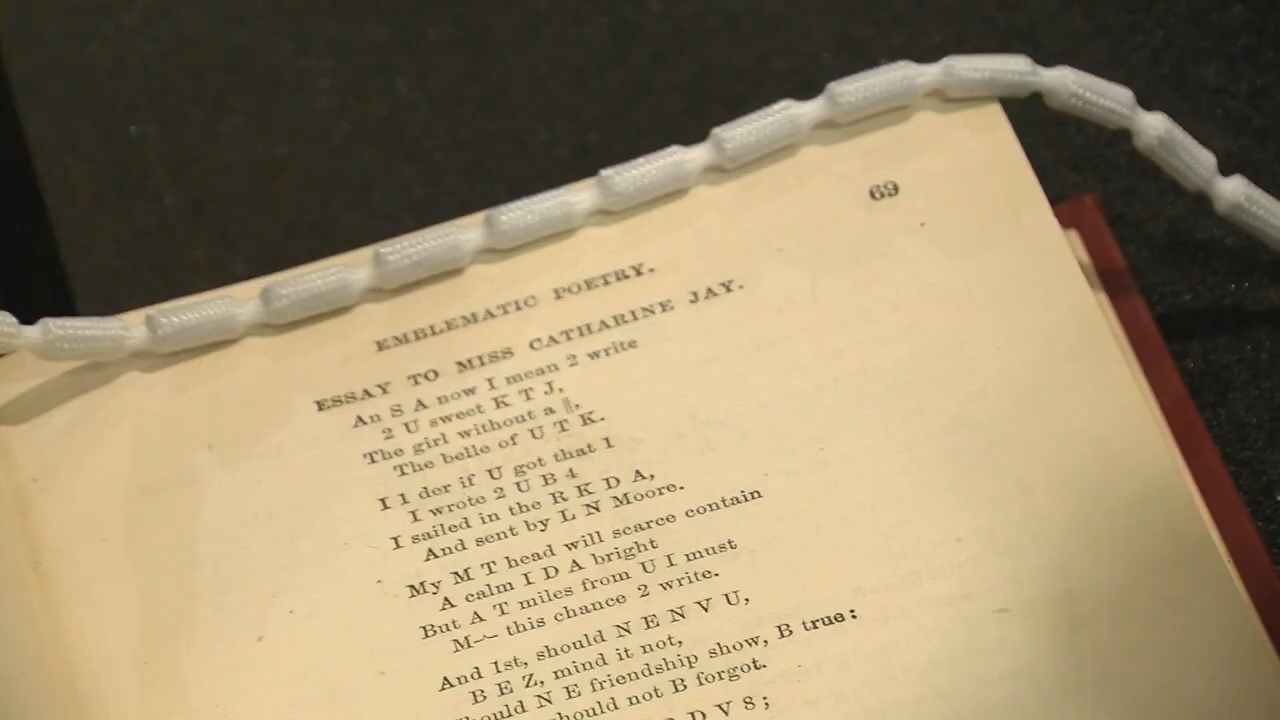 69
EMBLEMATIC POETRY.
ESSAY TO MISS CATHARINE JAY.
An S A now I mean 2 write
2 U sweet K T J,
The girl without a ||,
The belle of U T K.
I 1 der if U got that 1
I wrote 2 U B 4
I sailed in the R K D A,
And sent by L N Moore.
My M T head will scarce contain
A calm I D A bright
But A T miles from U I must
M⏞ this chance 2 write.
And 1st, should N E N V U,
B E Z, mind it not,
should N E friendship show, B true:
should not B forgot.
D V 8;